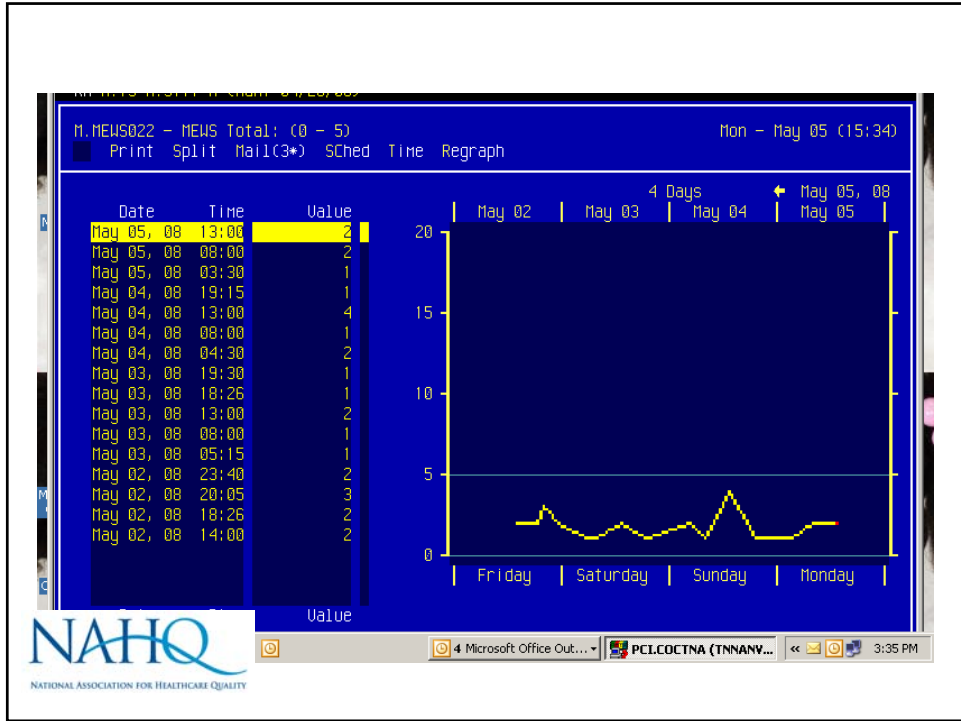 M.MEWS022 - MEWS Total: (0 - 5) Mon - May 05 (15:34)
Print Split Mail(3*) SChed Time Regraph
4 Days ← May 05, 08
Date Time Value May 02 May 03 May 04 May 05
May 05, 08 13:00 2
May 05, 08 08:00 2
May 05, 08 03:30 1
May 04, 08 19:15 1
May 04, 08 13:00 4
May 04, 08 08:00 1
May 04, 08 04:30 2
May 03, 08 19:30 1
May 03, 08 18:26 1
May 03, 08 13:00 2
May 03, 08 08:00 1
May 03, 08 05:15 1
May 02, 08 23:40 2
May 02, 08 20:05 3
May 02, 08 18:26 2
May 02, 08 14:00 2
20
15
10
5
0
Friday Saturday Sunday Monday
Value
NAHQ
NATIONAL ASSOCIATION FOR HEALTHCARE QUALITY
4 Microsoft Office Out... PCI.COCTNA (TNNANV... « 3:35 PM